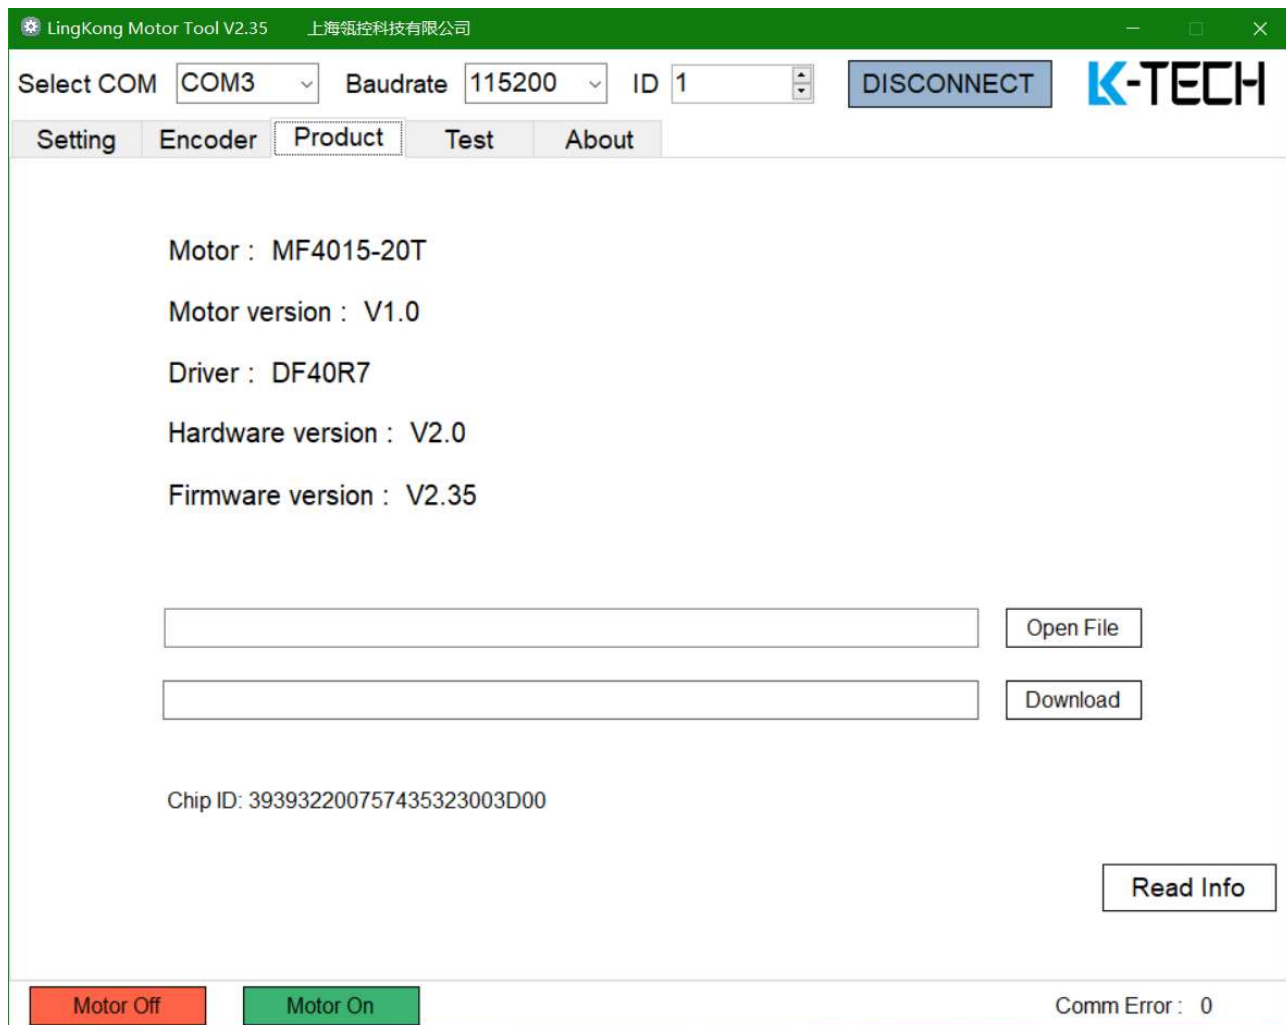 LingKong Motor Tool V2.35 上海瓴控科技有限公司
Select COM COM3 Baudrate 115200 ID 1 DISCONNECT K-TECH
Setting Encoder Product Test About
Motor : MF4015-20T
Motor version : V1.0
Driver : DF40R7
Hardware version : V2.0
Firmware version : V2.35
Open File
Download
Chip ID: 393932200757435323003D00
Read Info
Motor Off Motor On Comm Error : 0